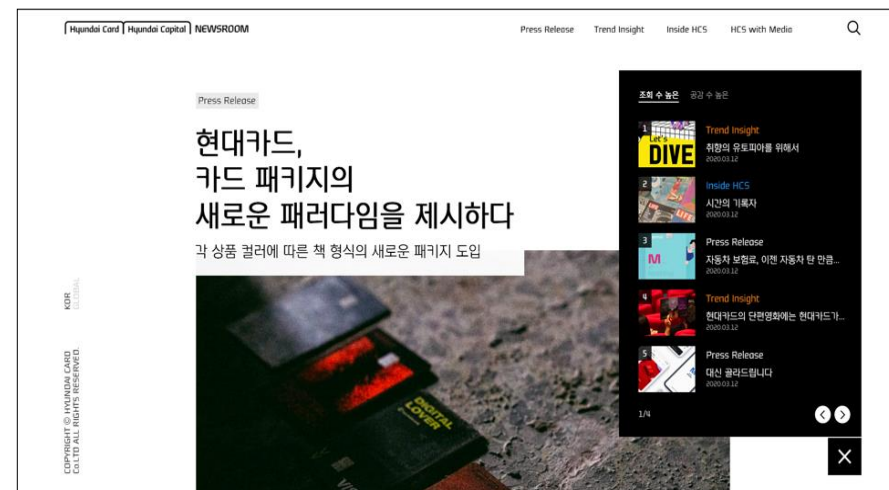 Hyundai Card Hyundai Capital NEWSROOM
Press Release Trend Insight Inside HCS HCS with Media
Press Release
현대카드,
카드 패키지의
새로운 패러다임을 제시하다
각 상품 컬러에 따른 책 형식의 새로운 패키지 도입
KOR
GLOBAL
COPYRIGHT © HYUNDAI CARD
Co.LTD ALL RIGHTS RESERVED.
DIGITAL
LOVER
VIS
조회 수 높은 공감 수 높은
1
Let's
DIVE
Trend Insight
취향의 유토피아를 위해서
2020.03.12
2
LIFE
Inside HCS
시간의 기록자
2020.03.12
3
M
Press Release
자동차 보험료, 이젠 자동차 탄 만큼...
2020.03.12
4
Trend Insight
현대카드의 단편영화에는 현대카드가...
2020.03.12
5
Press Release
대신 골라드립니다
2020.03.12
1/4